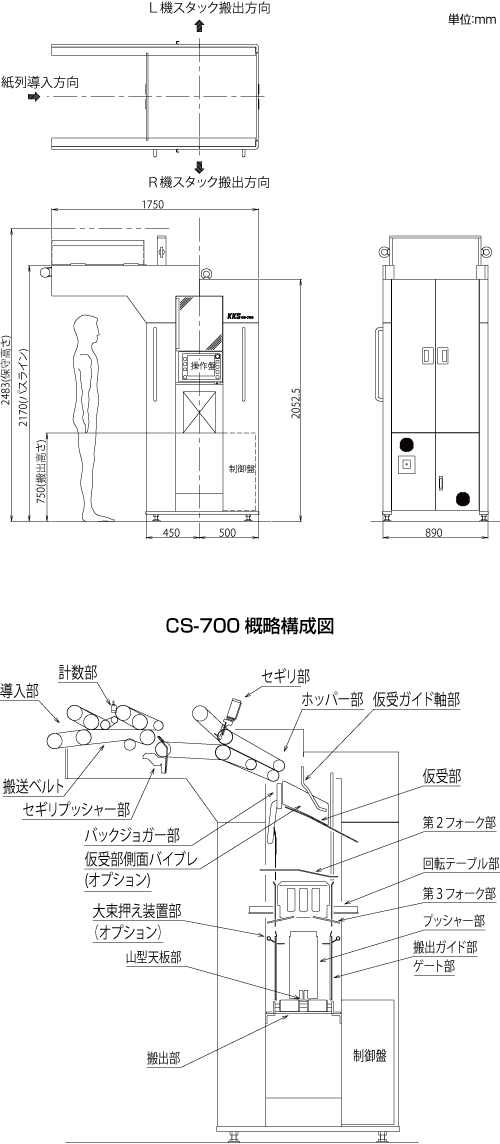 L機スタック搬出方向
単位:mm
紙列導入方向
R機スタック搬出方向
1750
KKS CS-700
操作盤
2483(保守高さ)
2170(パスライン)
750(搬出高さ)
2052.5
制御盤
450
500
890
CS-700 概略構成図
計数部
セギリ部
導入部
ホッパー部
仮受ガイド軸部
搬送ベルト
セギリプッシャー部
仮受部
バックジョガー部
第2フォーク部
仮受部側面バイブレ
(オプション)
回転テーブル部
第3フォーク部
大束押え装置部
(オプション)
プッシャー部
搬出ガイド部
山型天板部
ゲート部
搬出部
制御盤